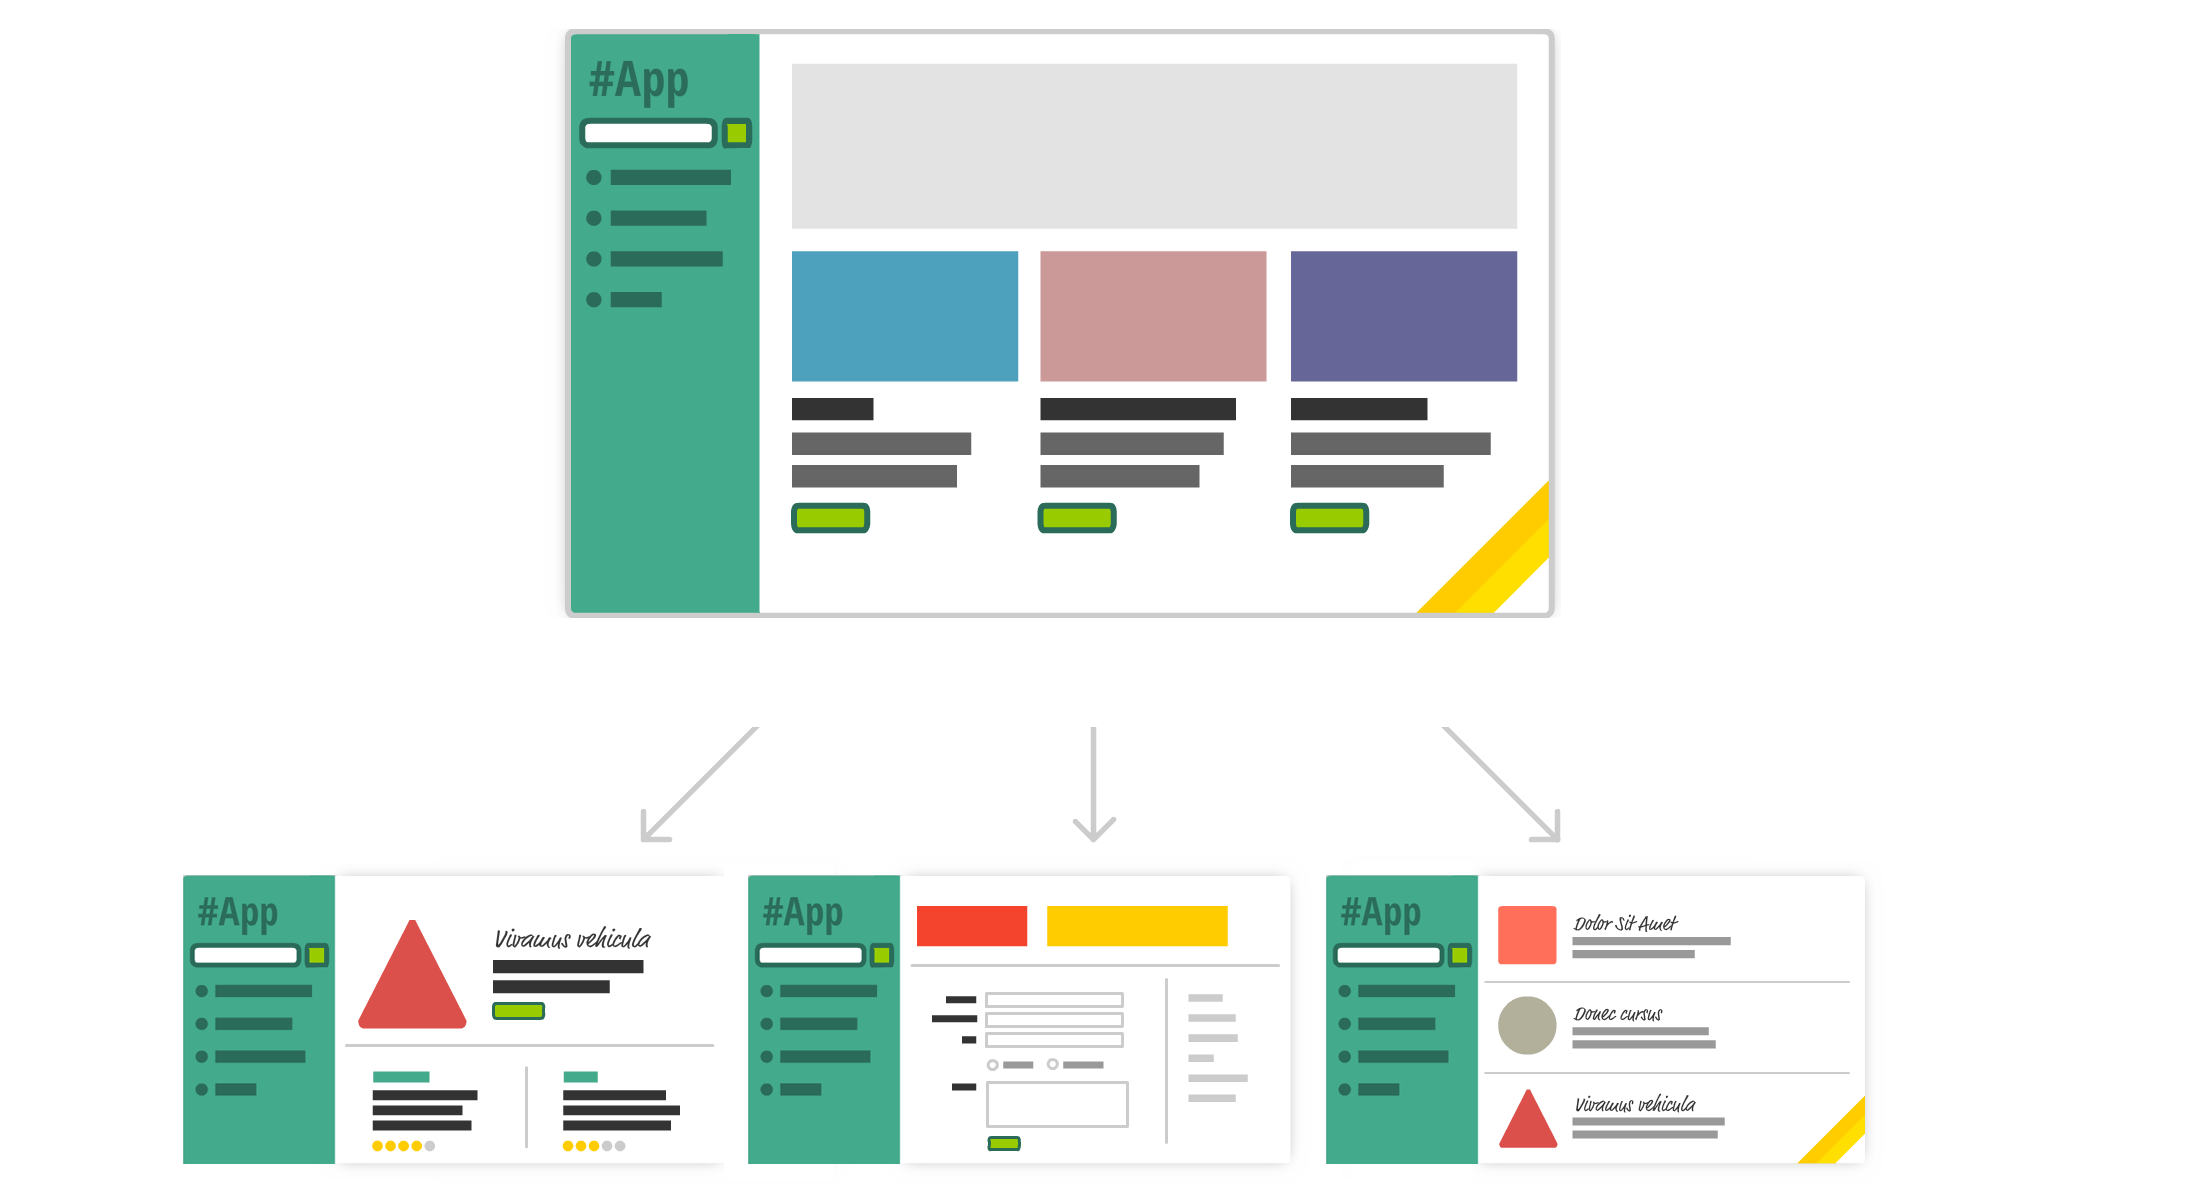 #App
#App
Vivamus vehicula
#App
#App
Dolor Sit Amet
Donec cursus
Vivamus vehicula